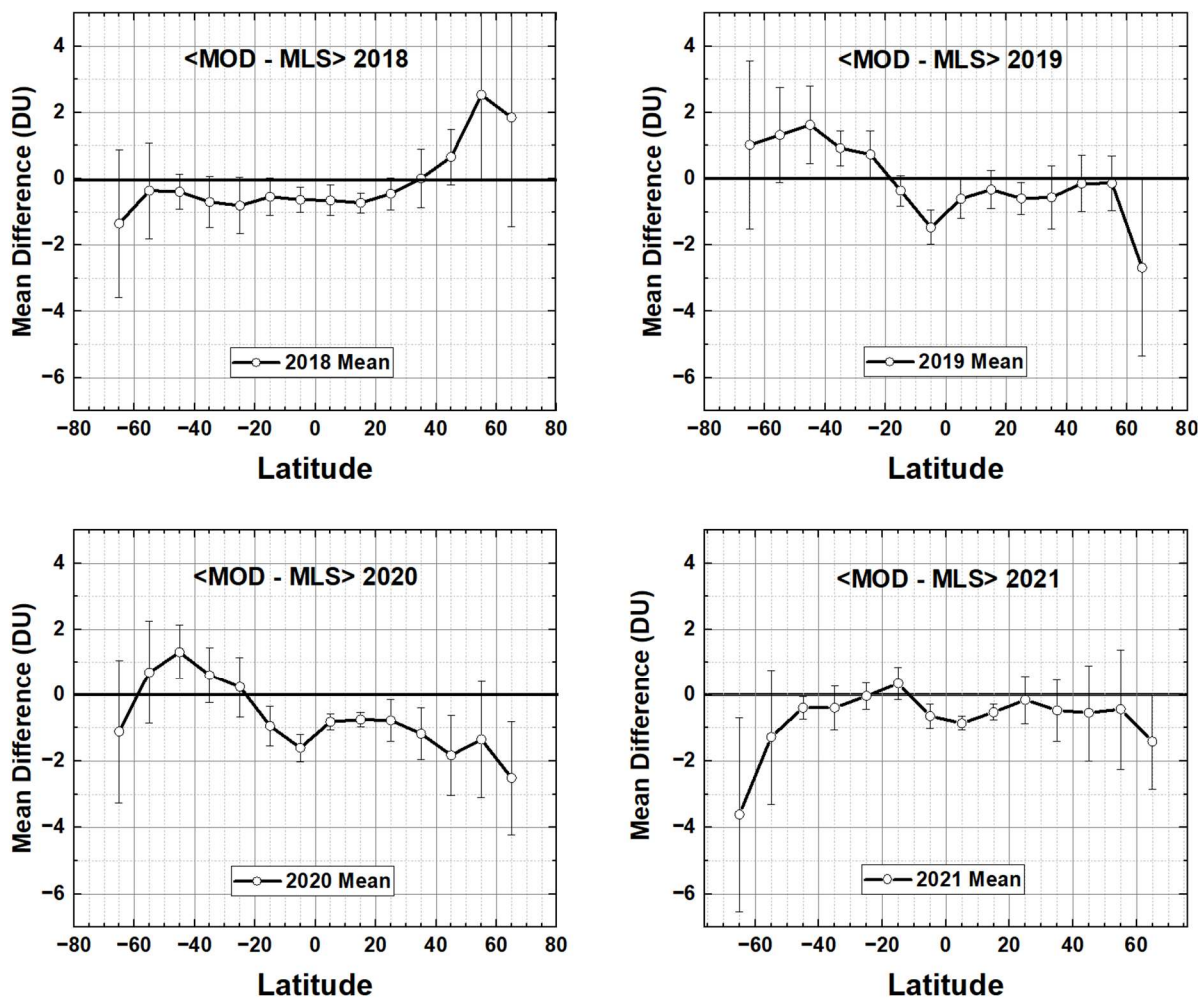 <MOD - MLS> 2018
Mean Difference (DU)
4
2
0
−2
−4
−6
2018 Mean
−80 −60 −40 −20 0 20 40 60 80
Latitude
<MOD - MLS> 2019
Mean Difference (DU)
4
2
0
−2
−4
−6
2019 Mean
−80 −60 −40 −20 0 20 40 60 80
Latitude
<MOD - MLS> 2020
Mean Difference (DU)
4
2
0
−2
−4
−6
2020 Mean
−80 −60 −40 −20 0 20 40 60 80
Latitude
<MOD - MLS> 2021
Mean Difference (DU)
4
2
0
−2
−4
−6
2021 Mean
−60 −40 −20 0 20 40 60
Latitude